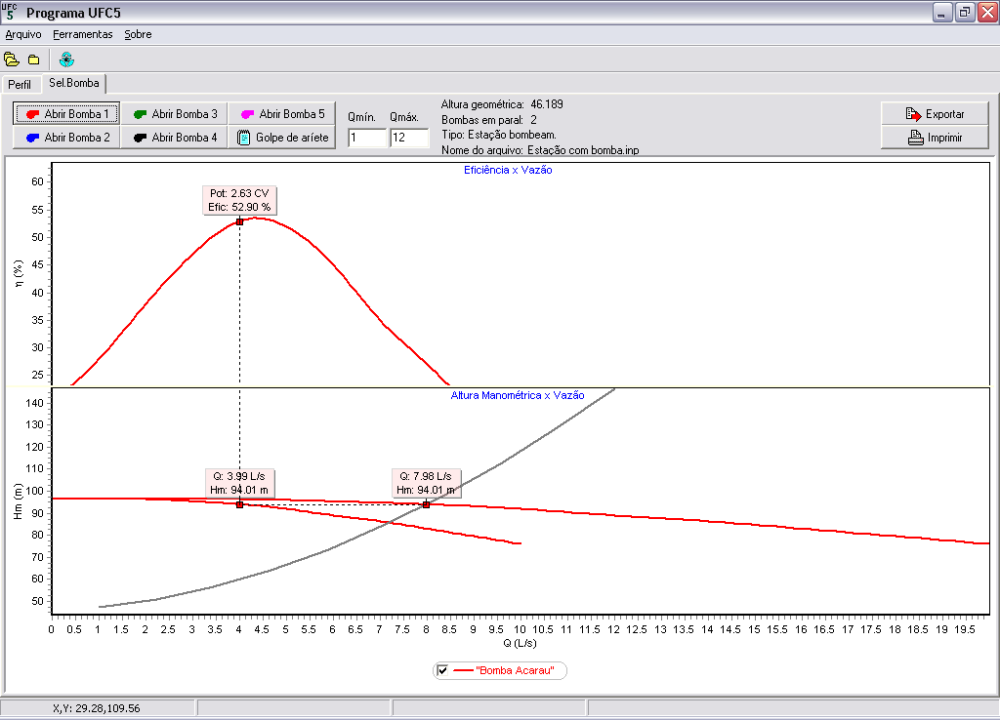 UFC
5
Programa UFC5
Arquivo Ferramentas Sobre
Perfil Sel.Bomba
Abrir Bomba 1 Abrir Bomba 3 Abrir Bomba 5
Abrir Bomba 2 Abrir Bomba 4 Golpe de aríete
Qmín. Qmáx.
1 12
Altura geométrica: 46.189
Bombas em paral: 2
Tipo: Estação bombeam.
Nome do arquivo: Estação com bomba.inp
Exportar
Imprimir
Eficiência x Vazão
60
55
50
45
40
35
30
25
η (%)
Pot: 2.63 CV
Efic: 52.90 %
Altura Manométrica x Vazão
140
130
120
110
100
90
80
70
60
50
Hm (m)
Q: 3.99 L/s
Hm: 94.01 m
Q: 7.98 L/s
Hm: 94.01 m
0 0.5 1 1.5 2 2.5 3 3.5 4 4.5 5 5.5 6 6.5 7 7.5 8 8.5 9 9.5 10 10.5 11 11.5 12 12.5 13 13.5 14 14.5 15 15.5 16 16.5 17 17.5 18 18.5 19 19.5
Q (L/s)
"Bomba Acarau"
X,Y: 29.28,109.56